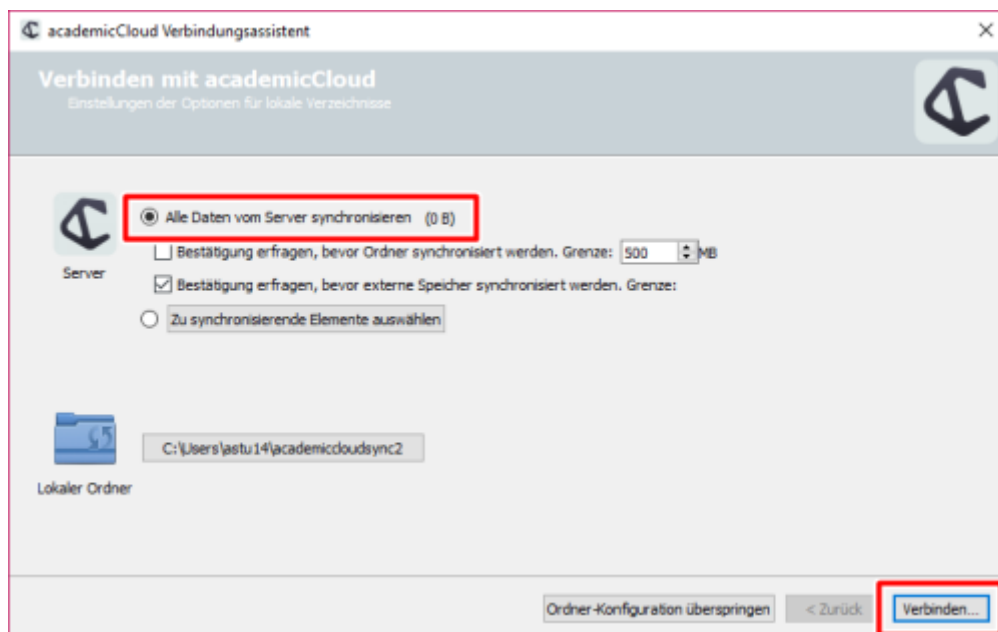 academicCloud Verbindungsassistent
Verbinden mit academicCloud
Einstellungen der Optionen für lokale Verzeichnisse
Alle Daten vom Server synchronisieren (0 B)
Bestätigung erfragen, bevor Ordner synchronisiert werden. Grenze: 500 MB
Server
Bestätigung erfragen, bevor externe Speicher synchronisiert werden. Grenze:
Zu synchronisierende Elemente auswählen
C:\Users\astu14\academiccloudsync2
Lokaler Ordner
Ordner-Konfiguration überspringen
< Zurück
Verbinden...